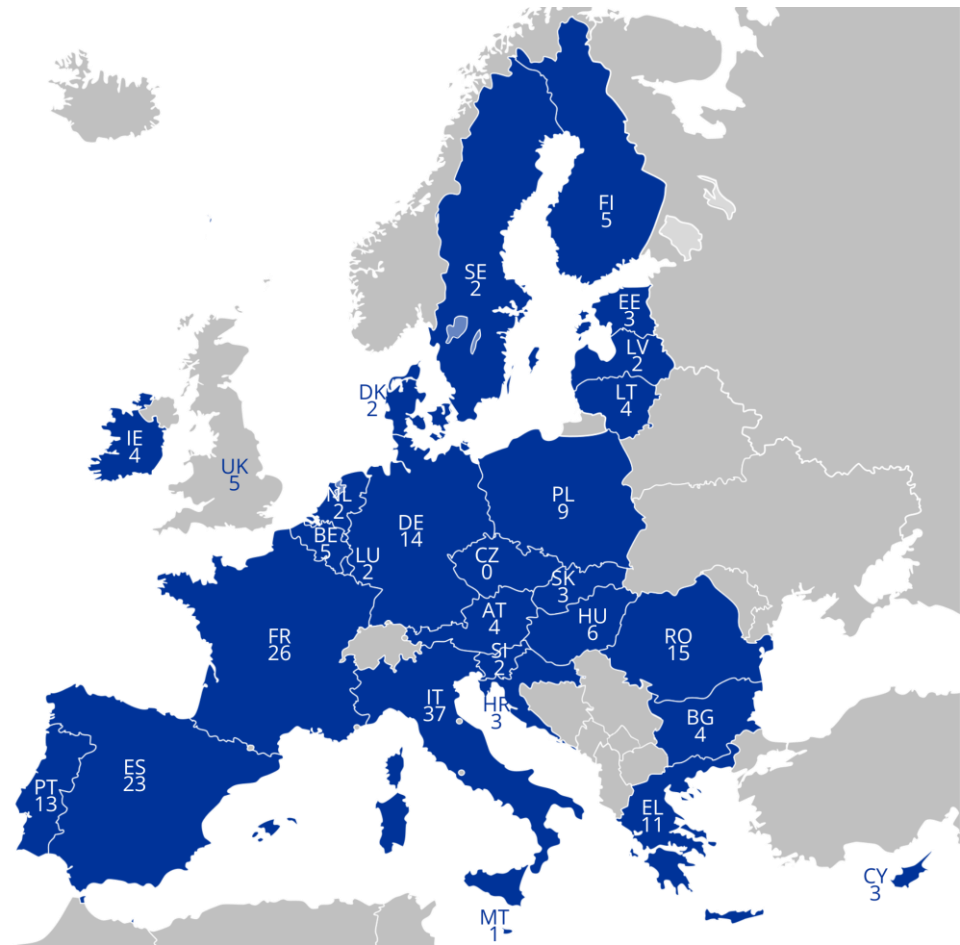 FI
5
SE
2
EE
3
LV
2
DK
2
LT
4
IE
4
UK
5
NL
2
PL
9
DE
14
BE
5
LU
2
CZ
0
SK
3
AT
4
HU
6
FR
26
RO
15
SI
2
IT
37
HR
3
BG
4
ES
23
PT
13
EL
11
CY
3
MT
1